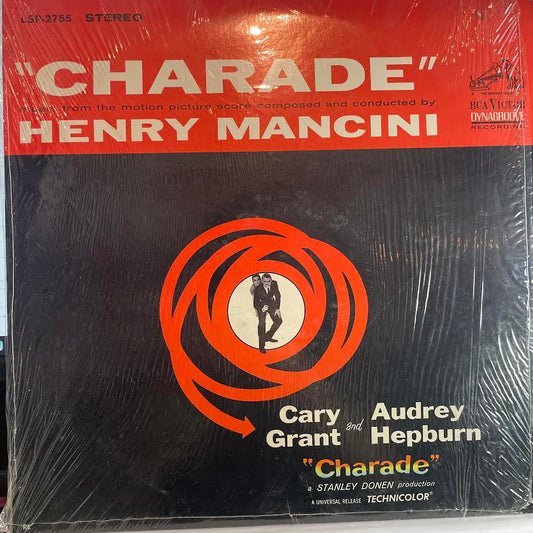 LSP-2755 STEREO
"CHARADE"
music from the motion picture score composed and conducted by
HENRY MANCINI
RCA VICTOR
DYNAGROOVE
RECORDING
Cary Grant and Audrey Hepburn
"Charade"
a STANLEY DONEN production
A UNIVERSAL RELEASE TECHNICOLOR®